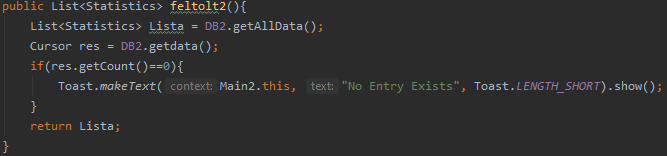 public List<Statistics> feltolt2(){
List<Statistics> Lista = DB2.getAllData();
Cursor res = DB2.getdata();
if(res.getCount()==0){
Toast.makeText( context: Main2.this, text: "No Entry Exists", Toast.LENGTH_SHORT).show();
}
return Lista;
}